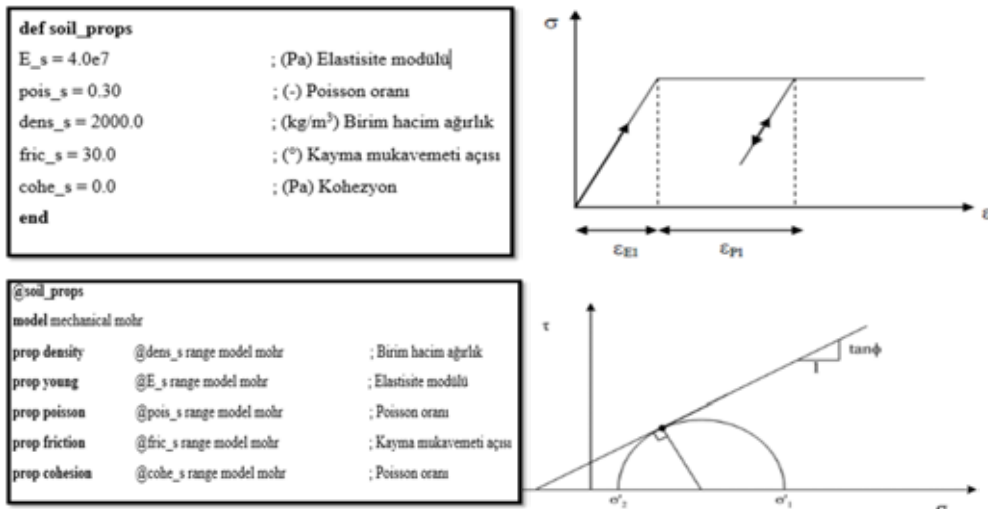 def soil_props
E_s = 4.0e7 ; (Pa) Elastisite modülü
pois_s = 0.30 ; (-) Poisson oranı
dens_s = 2000.0 ; (kg/m³) Birim hacim ağırlık
fric_s = 30.0 ; (°) Kayma mukavemeti açısı
cohe_s = 0.0 ; (Pa) Kohezyon
end
σ
ε
εE1 εP1
@soil_props
model mechanical mohr
prop density @dens_s range model mohr ; Birim hacim ağırlık
prop young @E_s range model mohr ; Elastisite modülü
prop poisson @pois_s range model mohr ; Poisson oranı
prop friction @fric_s range model mohr ; Kayma mukavemeti açısı
prop cohesion @cohe_s range model mohr ; Poisson oranı
τ
tanϕ
1
σ'₂ σ'₁
σ